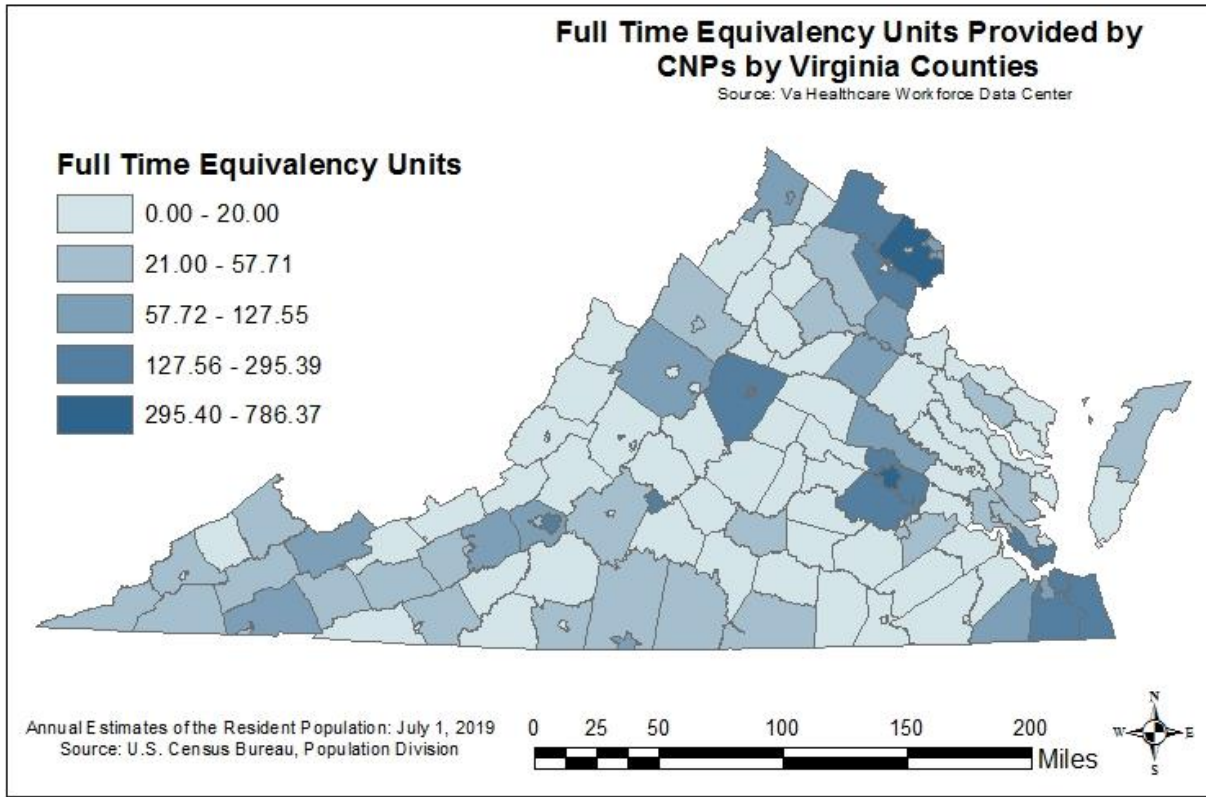 Full Time Equivalency Units Provided by
CNPs by Virginia Counties
Source: Va Healthcare Workforce Data Center
Full Time Equivalency Units
0.00 - 20.00
21.00 - 57.71
57.72 - 127.55
127.56 - 295.39
295.40 - 786.37
Annual Estimates of the Resident Population: July 1, 2019
Source: U.S. Census Bureau, Population Division
0 25 50 100 150 200
Miles
N
W E
S